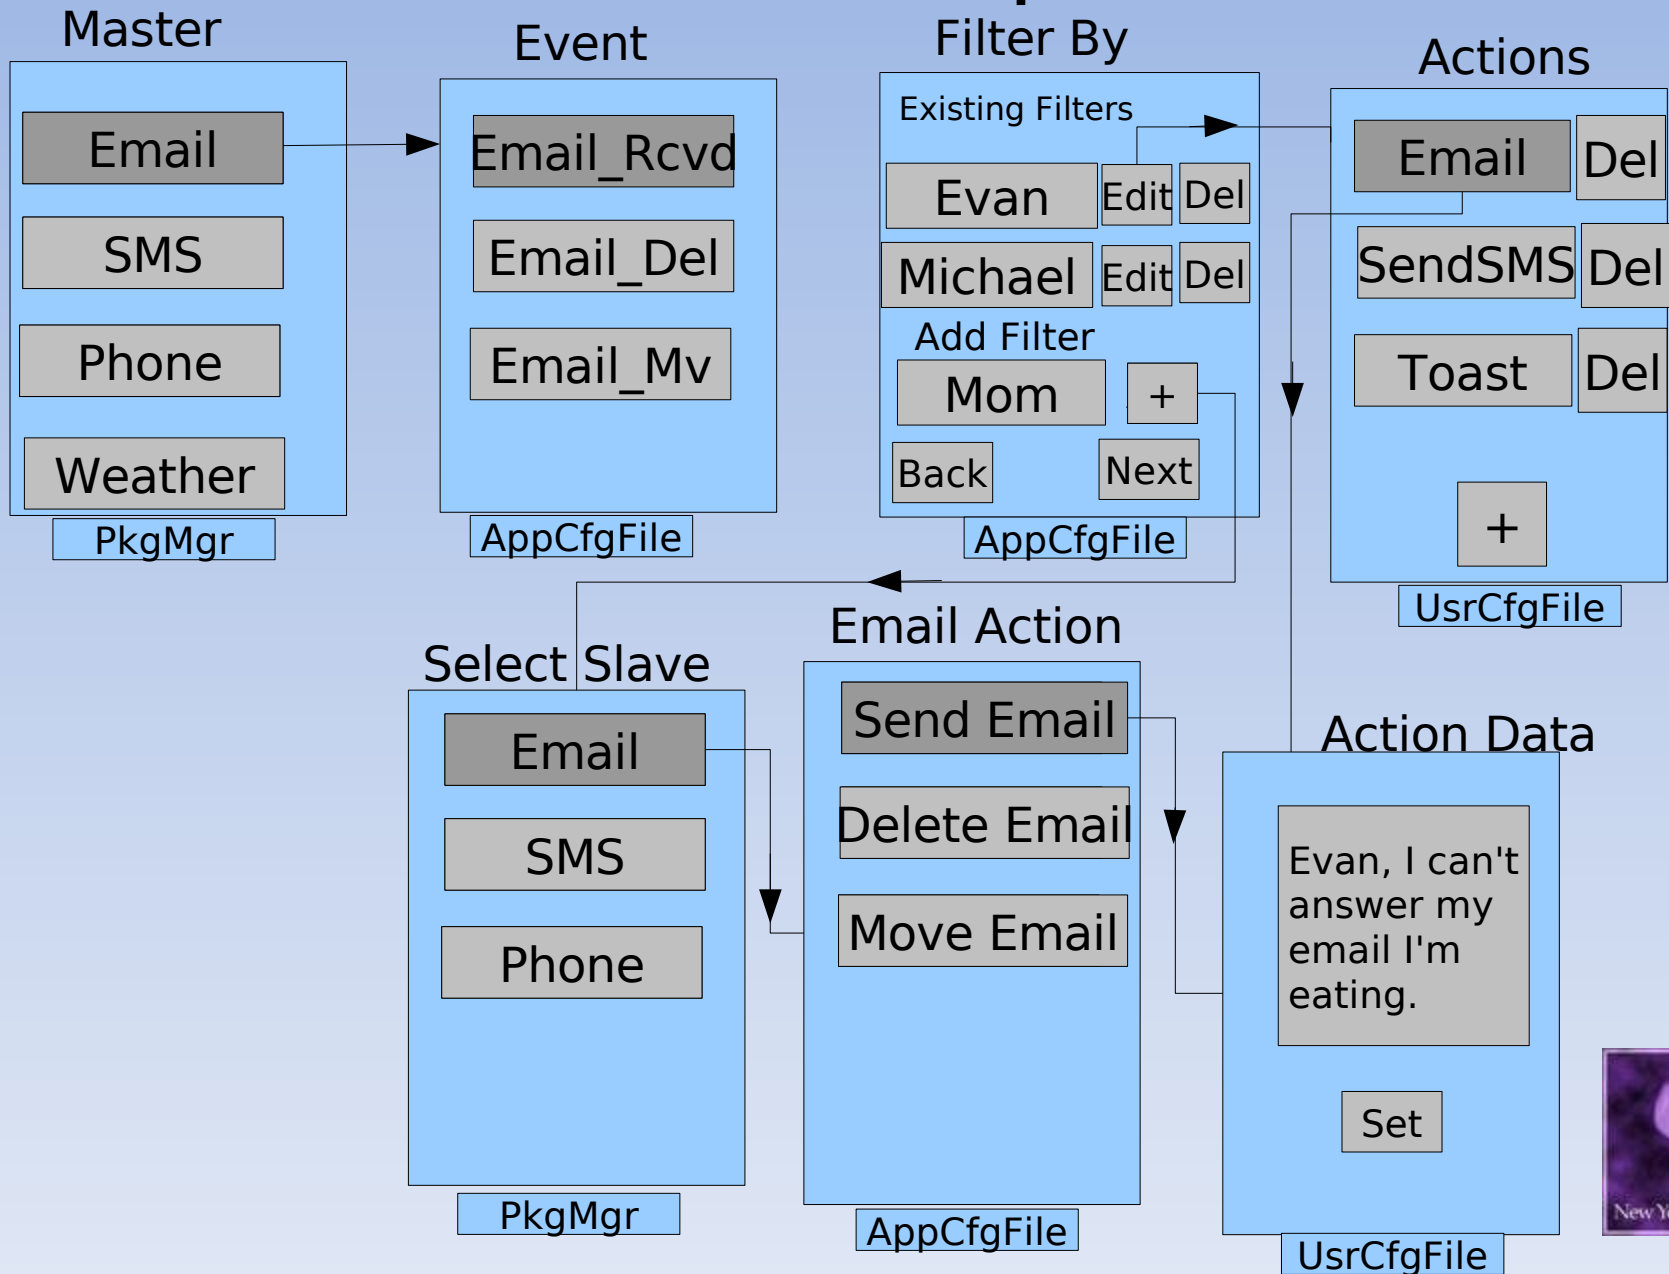 Master
Email
SMS
Phone
Weather
PkgMgr
Event
Email_Rcvd
Email_Del
Email_Mv
AppCfgFile
Filter By
Existing Filters
Evan Edit Del
Michael Edit Del
Add Filter
Mom +
Back Next
AppCfgFile
Actions
Email Del
SendSMS Del
Toast Del
+
UsrCfgFile
Select Slave
Email
SMS
Phone
PkgMgr
Email Action
Send Email
Delete Email
Move Email
AppCfgFile
Action Data
Evan, I can't
answer my
email I'm
eating.
Set
UsrCfgFile
New Y